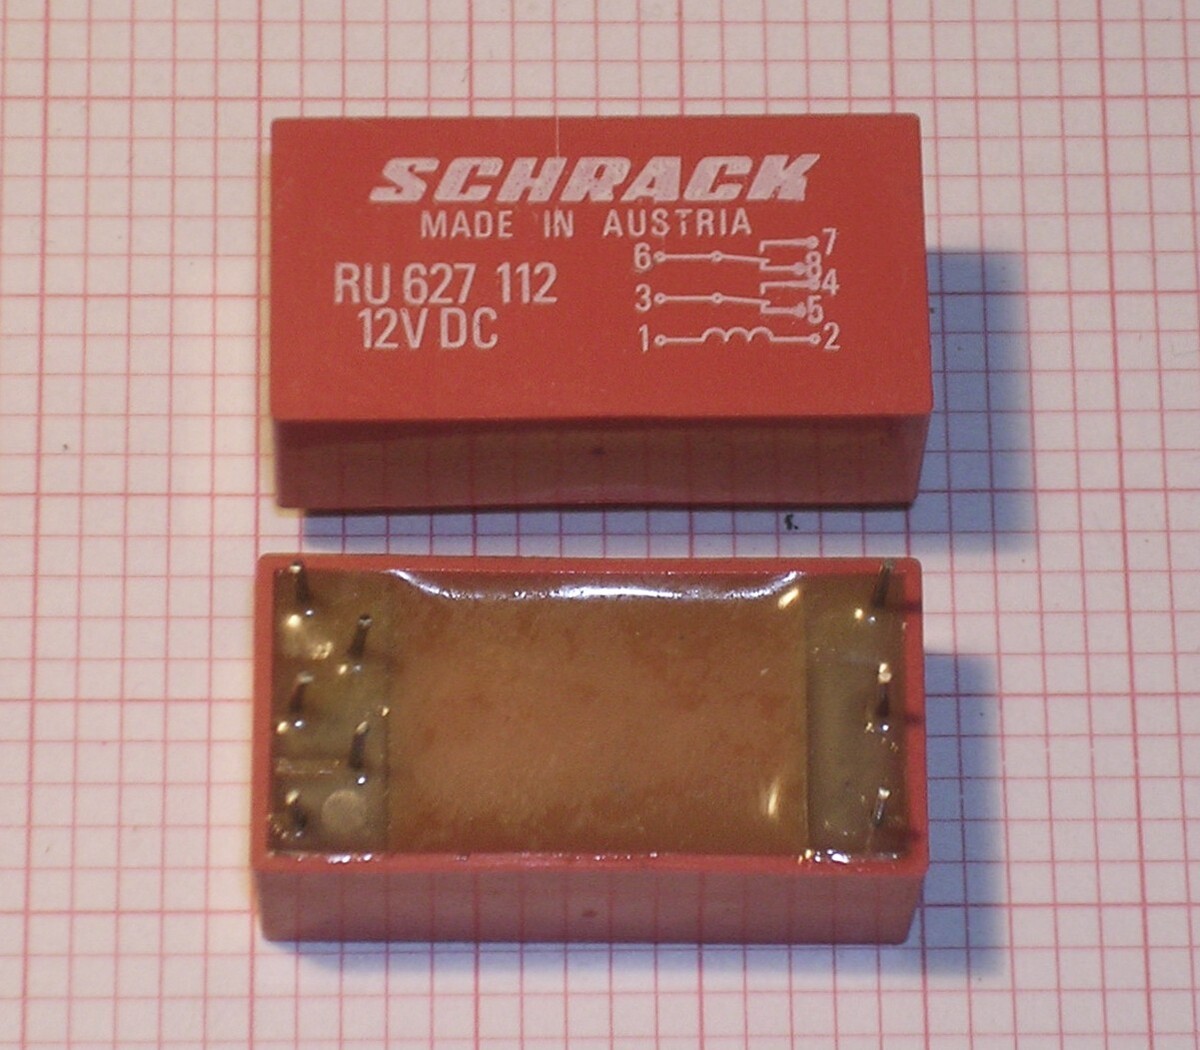 SCHRACK
MADE IN AUSTRIA
RU 627 112
12V DC
6 7
8
3 4
5
1 2